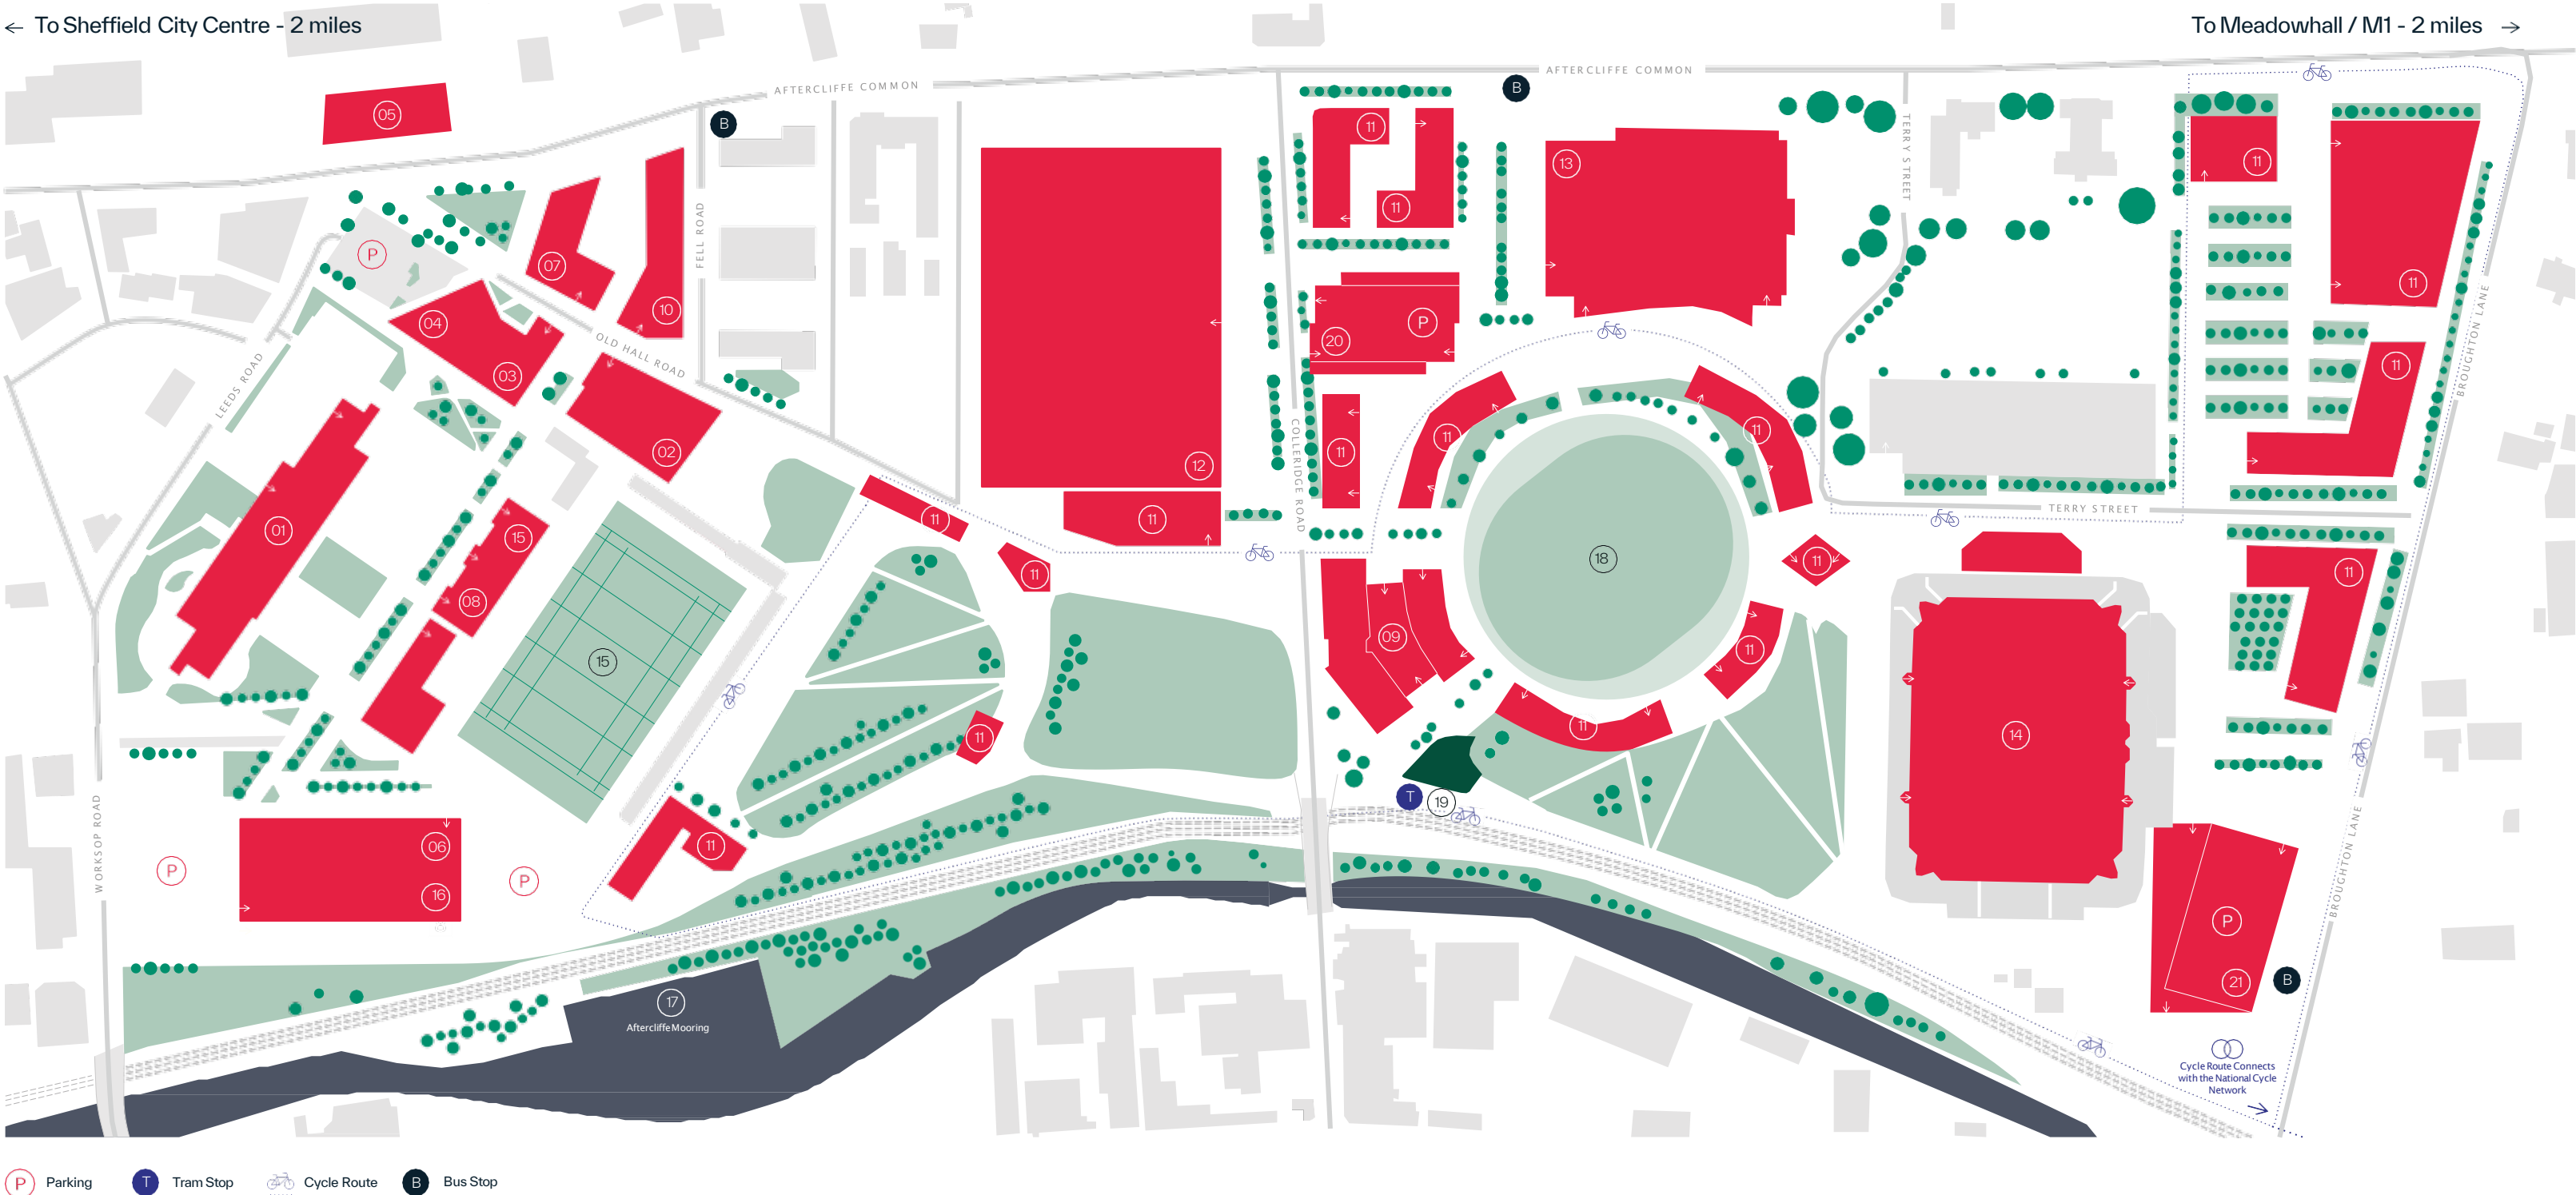 ← To Sheffield City Centre - 2 miles
To Meadowhall / M1 - 2 miles →
AFTERCLIFFE COMMON
AFTERCLIFFE COMMON
B
B
05
11
11
13
11
TERRY STREET
P
07
10
FELL ROAD
04
03
OLD HALL ROAD
LEEDS ROAD
02
12
20
P
11
11
11
11
11
BROUGHTON LANE
COLLERIDGE ROAD
TERRY STREET
01
15
08
15
11
11
11
18
11
11
09
11
11
14
11
11
T
19
WORKSOP ROAD
06
16
P
P
11
BROUGHTON LANE
P
21
B
17
Aftercliffe Mooring
Cycle Route Connects
with the National Cycle
Network
P Parking
T Tram Stop
Cycle Route
B Bus Stop